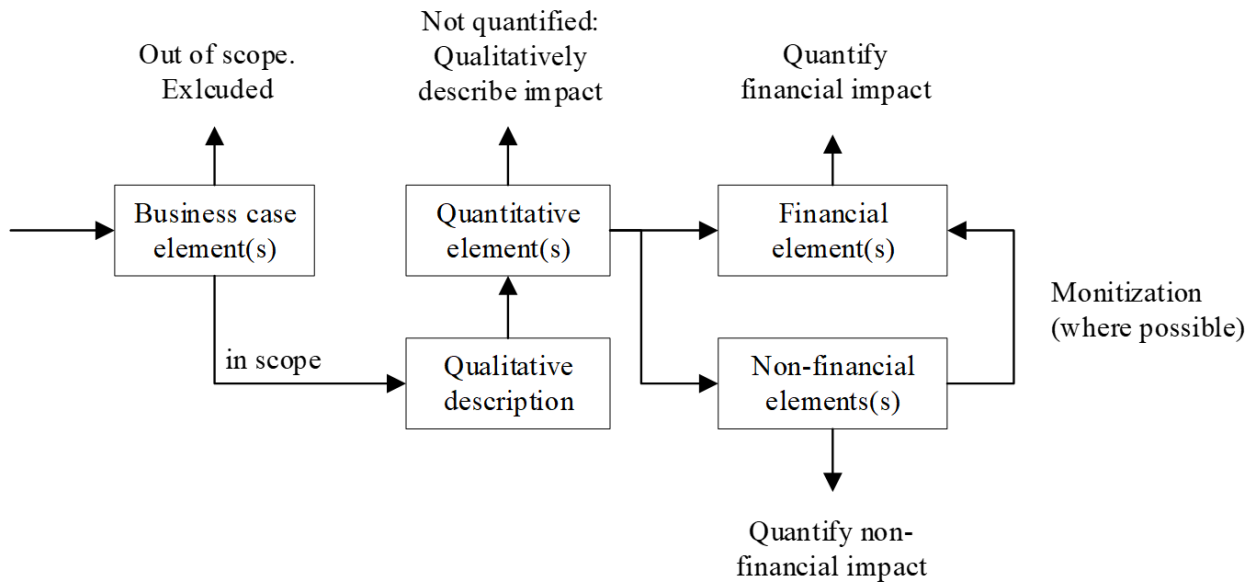 Out of scope.
Exlcuded
Not quantified:
Qualitatively
describe impact
Quantify
financial impact
Business case
element(s)
Quantitative
element(s)
Financial
element(s)
Monitization
(where possible)
in scope
Qualitative
description
Non-financial
elements(s)
Quantify non-
financial impact